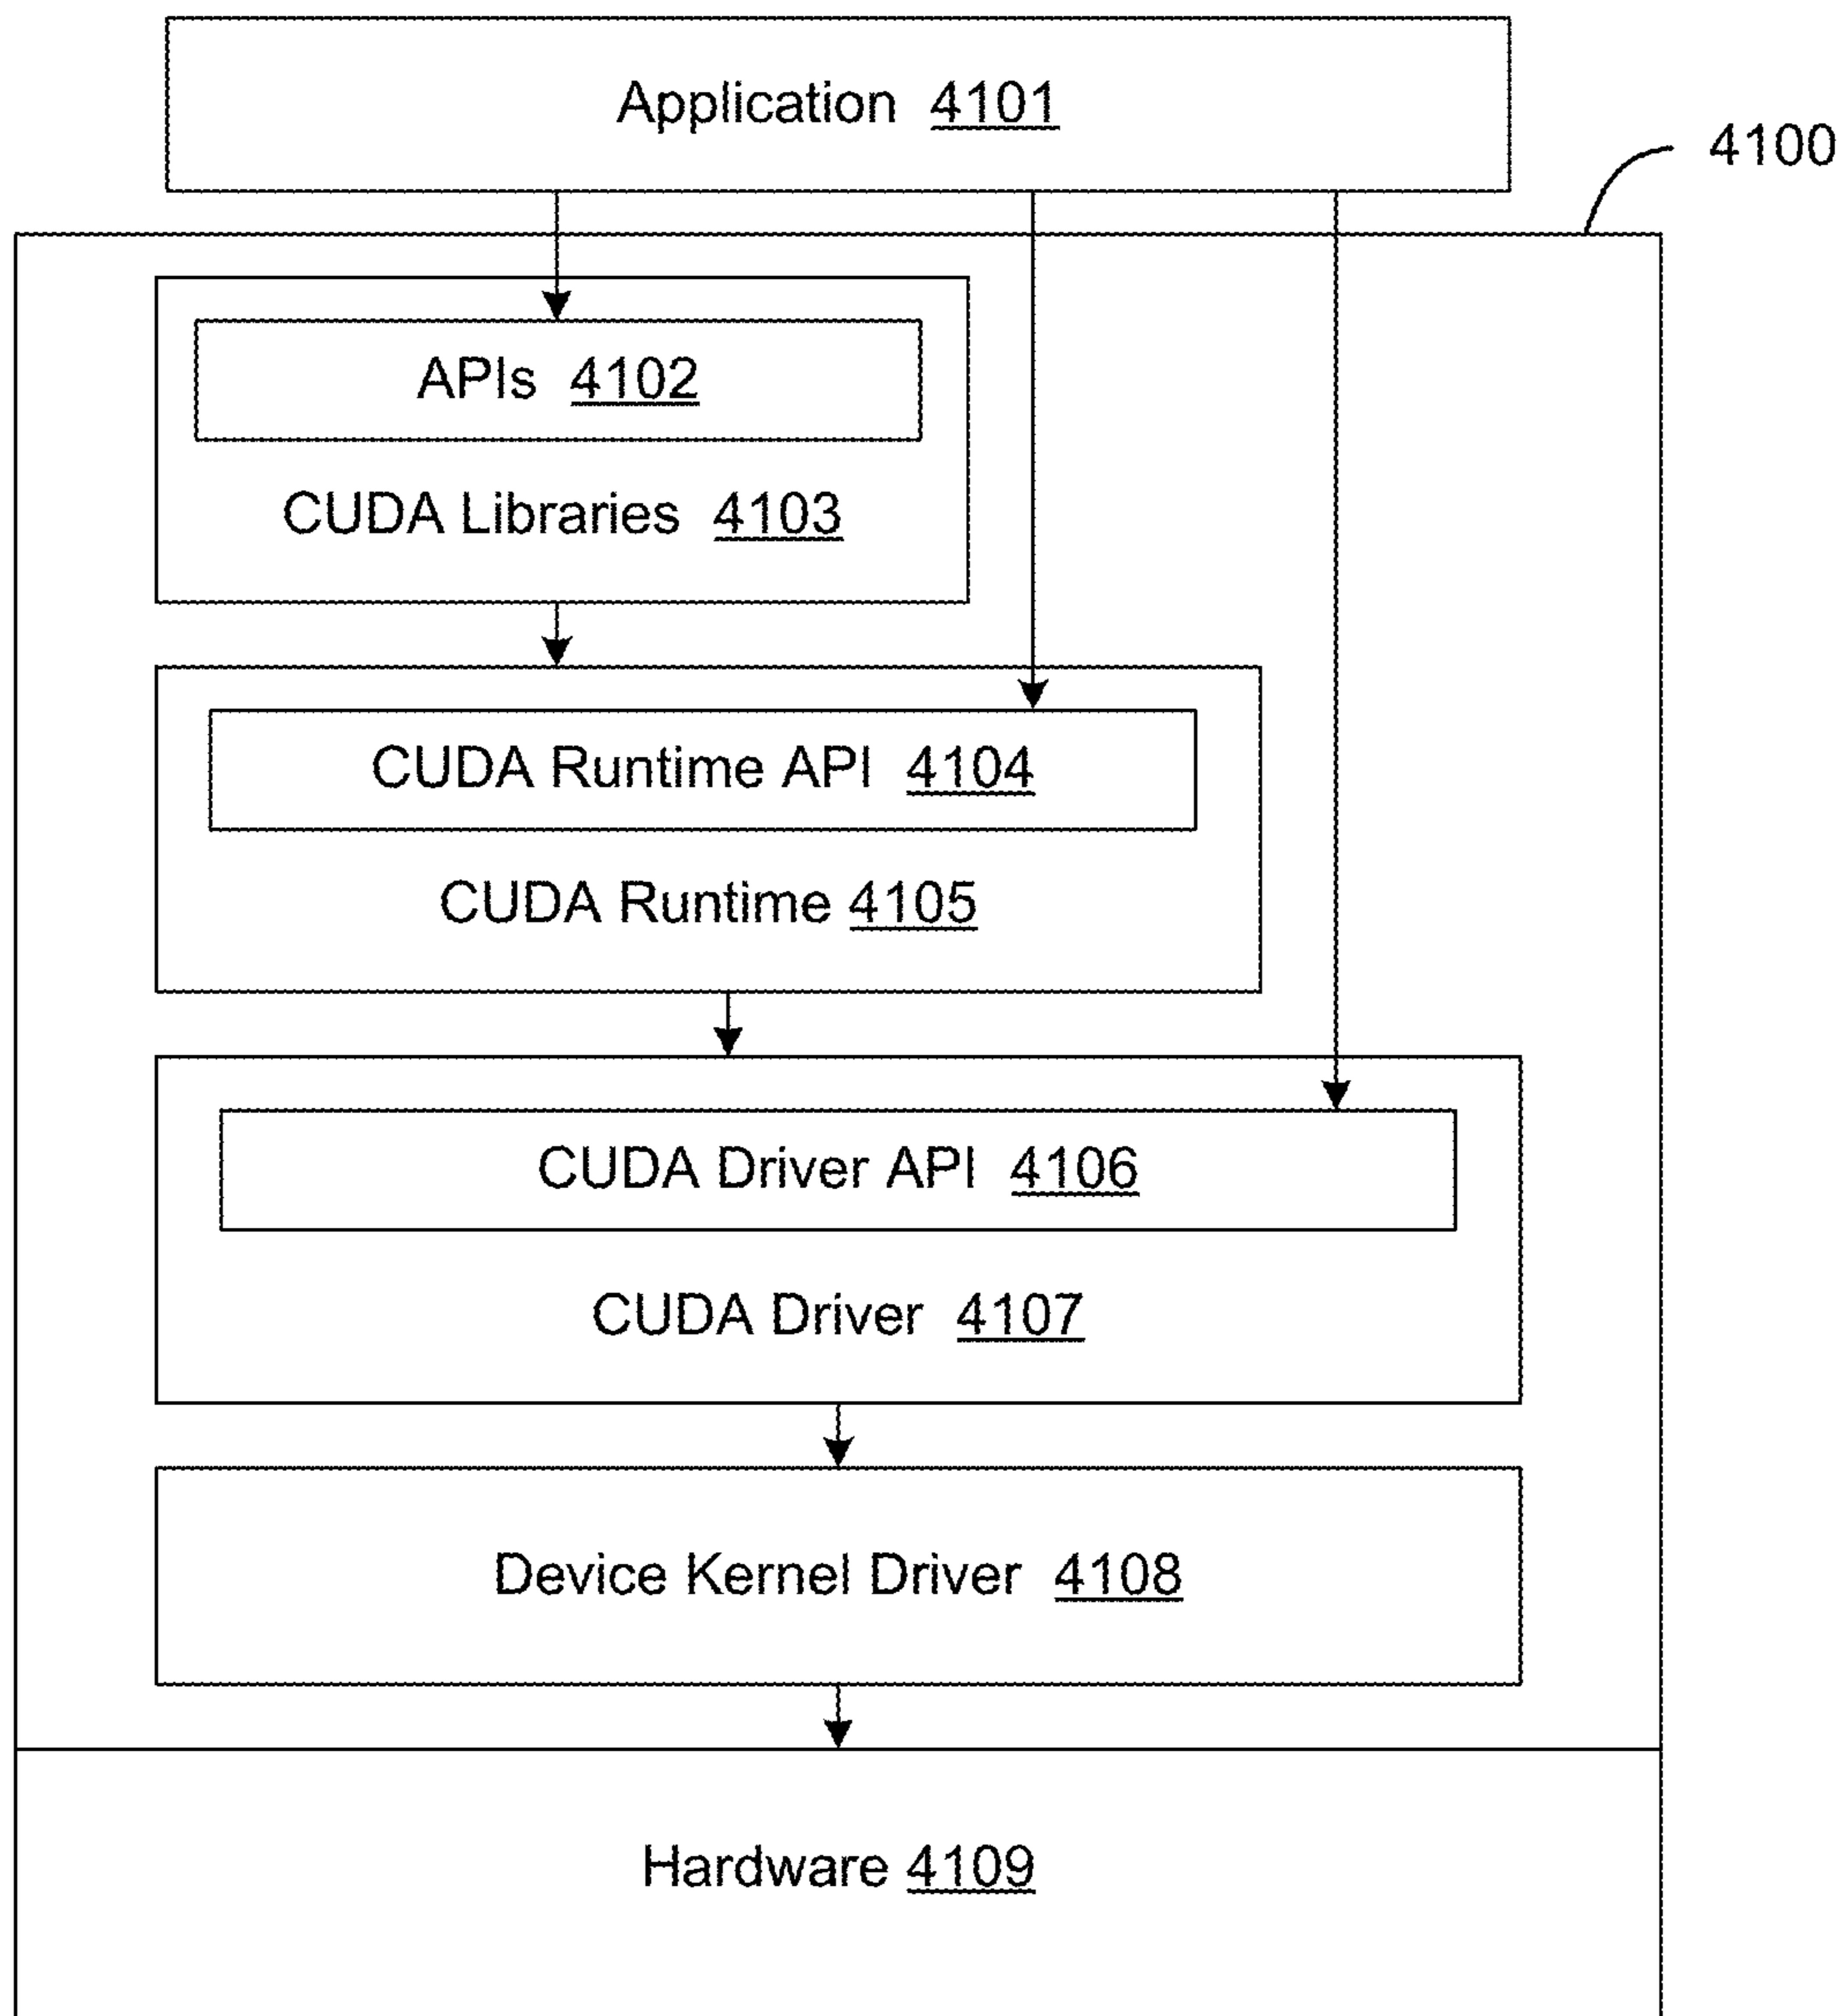 Application 4101
4100
APIs 4102
CUDA Libraries 4103
CUDA Runtime API 4104
CUDA Runtime 4105
CUDA Driver API 4106
CUDA Driver 4107
Device Kernel Driver 4108
Hardware 4109